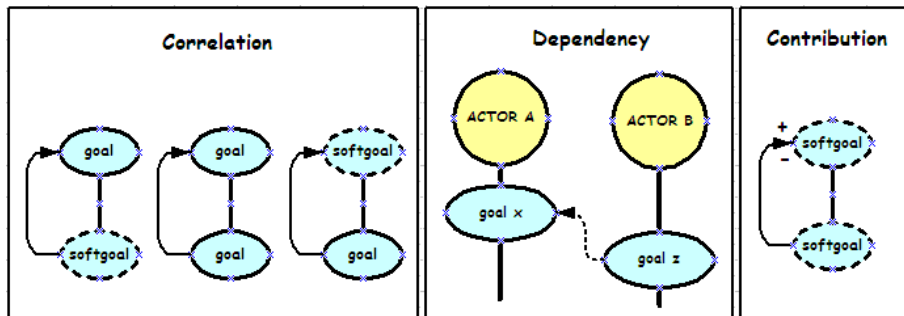 Correlation
goal
softgoal
goal
goal
softgoal
goal
Dependency
ACTOR A
ACTOR B
goal x
goal z
Contribution
+
softgoal
-
softgoal